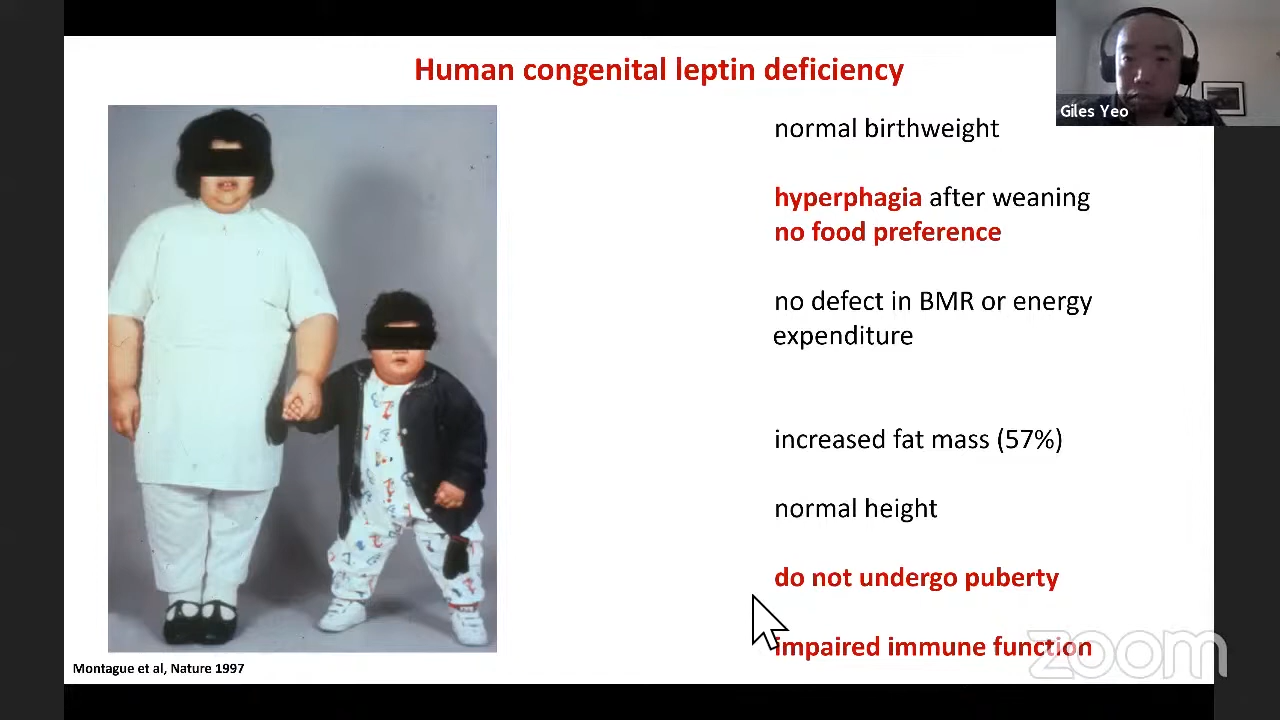 Human congenital leptin deficiency
Giles Yeo
normal birthweight
hyperphagia after weaning
no food preference
no defect in BMR or energy
expenditure
increased fat mass (57%)
normal height
do not undergo puberty
impaired immune function
zoom
Montague et al, Nature 1997